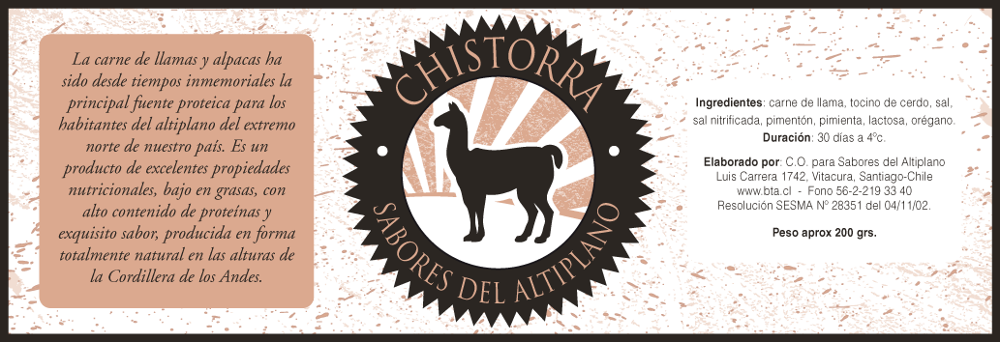 La carne de llamas y alpacas ha
sido desde tiempos inmemoriales la
principal fuente proteica para los
habitantes del altiplano del extremo
norte de nuestro país. Es un
producto de excelentes propiedades
nutricionales, bajo en grasas, con
alto contenido de proteínas y
exquisito sabor, producida en forma
totalmente natural en las alturas de
la Cordillera de los Andes.
CHISTORRA
SABORES DEL ALTIPLANO
Ingredientes: carne de llama, tocino de cerdo, sal,
sal nitrificada, pimentón, pimienta, lactosa, orégano.
Duración: 30 días a 4ºc.
Elaborado por: C.O. para Sabores del Altiplano
Luis Carrera 1742, Vitacura, Santiago-Chile
www.bta.cl - Fono 56-2-219 33 40
Resolución SESMA Nº 28351 del 04/11/02.
Peso aprox 200 grs.